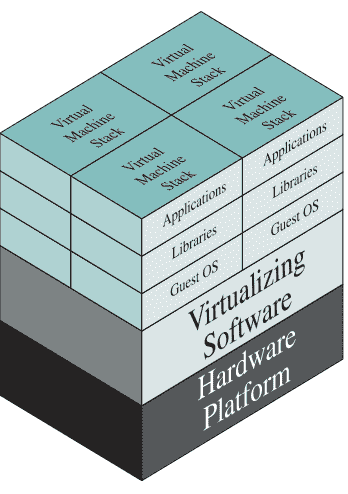 Virtual
Machine
Stack
Virtual
Machine
Stack
Virtual
Machine
Stack
Virtual
Machine
Stack
Applications
Libraries
Guest OS
Applications
Libraries
Guest OS
Virtualizing
Software
Hardware
Platform